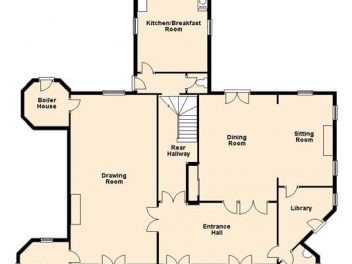 Kitchen/Breakfast
Room
Boiler
House
Dining
Room
Sitting
Room
Rear
Hallway
Drawing
Room
Library
Entrance
Hall